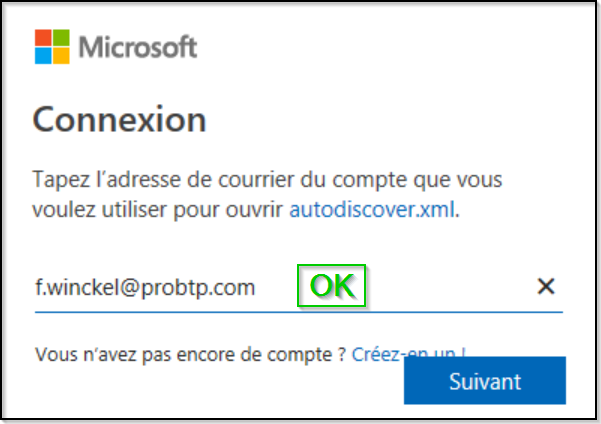 Microsoft
Connexion
Tapez l’adresse de courrier du compte que vous
voulez utiliser pour ouvrir autodiscover.xml.
f.winckel@probtp.com OK ✕
Vous n’avez pas encore de compte ? Créez-en un !
Suivant